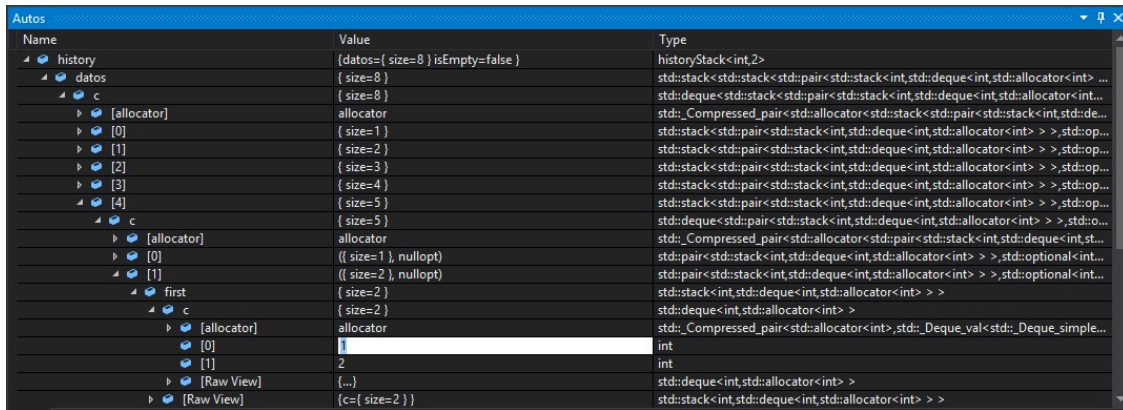 Autos
Name Value Type
history {datos={ size=8 } isEmpty=false } historyStack<int,2>
datos { size=8 } std::stack<std::stack<std::pair<std::stack<int,std::deque<int,std::allocator<int> ...
c { size=8 } std::deque<std::stack<std::pair<std::stack<int,std::deque<int,std::allocator<int...
[allocator] allocator std::_Compressed_pair<std::allocator<std::stack<std::pair<std::stack<int,std::de...
[0] { size=1 } std::stack<std::pair<std::stack<int,std::deque<int,std::allocator<int> > >,std::op...
[1] { size=2 } std::stack<std::pair<std::stack<int,std::deque<int,std::allocator<int> > >,std::op...
[2] { size=3 } std::stack<std::pair<std::stack<int,std::deque<int,std::allocator<int> > >,std::op...
[3] { size=4 } std::stack<std::pair<std::stack<int,std::deque<int,std::allocator<int> > >,std::op...
[4] { size=5 } std::stack<std::pair<std::stack<int,std::deque<int,std::allocator<int> > >,std::op...
c { size=5 } std::deque<std::pair<std::stack<int,std::deque<int,std::allocator<int> > >,std::o...
[allocator] allocator std::_Compressed_pair<std::allocator<std::pair<std::stack<int,std::deque<int,st...
[0] ({ size=1 }, nullopt) std::pair<std::stack<int,std::deque<int,std::allocator<int> > >,std::optional<int...
[1] ({ size=2 }, nullopt) std::pair<std::stack<int,std::deque<int,std::allocator<int> > >,std::optional<int...
first { size=2 } std::stack<int,std::deque<int,std::allocator<int> > >
c { size=2 } std::deque<int,std::allocator<int> >
[allocator] allocator std::_Compressed_pair<std::allocator<int>,std::_Deque_val<std::_Deque_simple...
[0] 1 int
[1] 2 int
[Raw View] {...} std::deque<int,std::allocator<int> >
[Raw View] {c={ size=2 } } std::stack<int,std::deque<int,std::allocator<int> > >